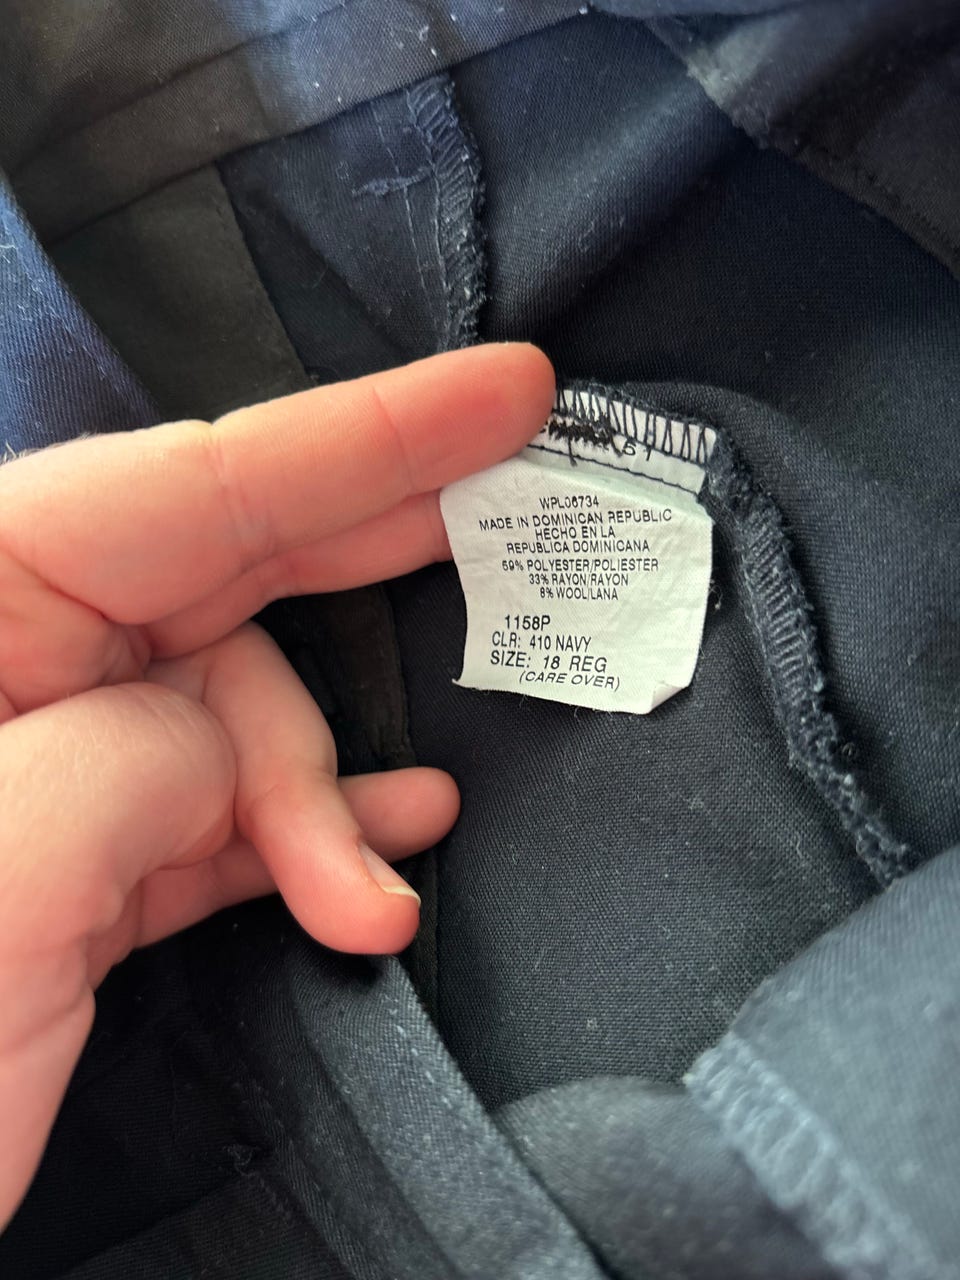 51
WPL06734
MADE IN DOMINICAN REPUBLIC
HECHO EN LA
REPUBLICA DOMINICANA
59% POLYESTER/POLIESTER
33% RAYON/RAYON
8% WOOL/LANA
1158P
CLR: 410 NAVY
SIZE: 18 REG
(CARE OVER)